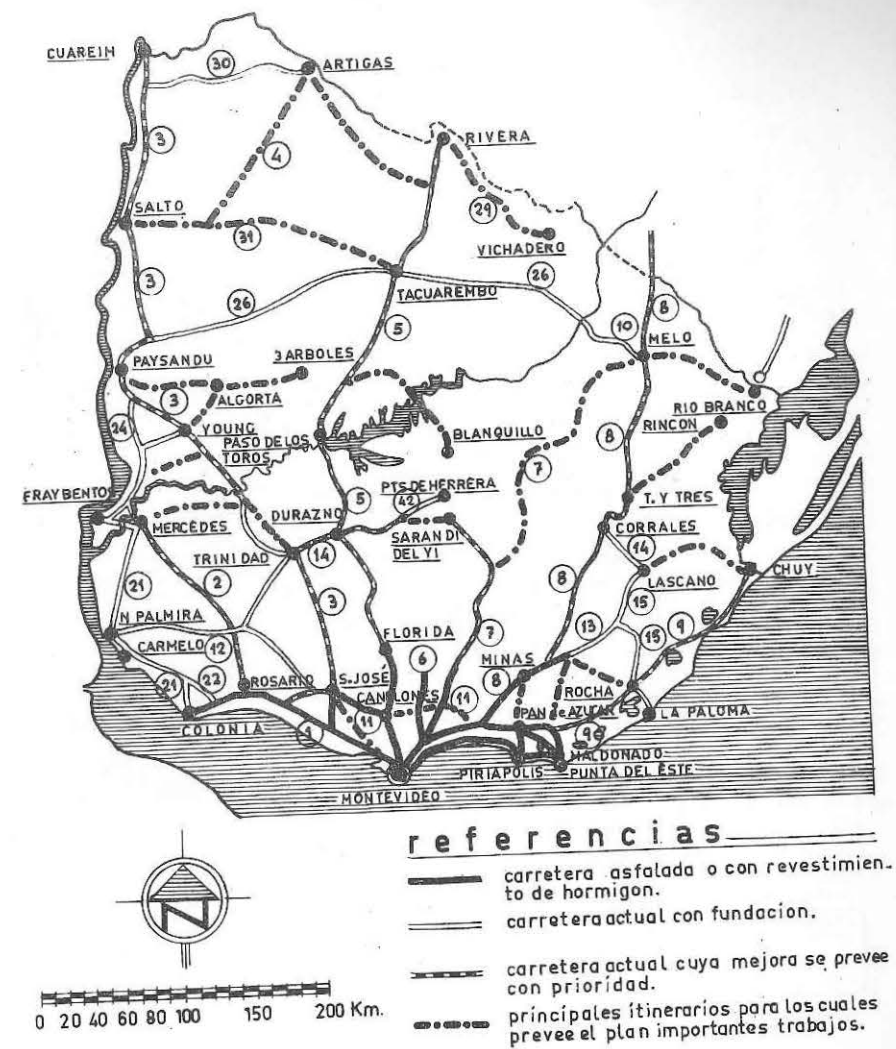 CUAREIH
30
ARTIGAS
3
4
RIVERA
SALTO
29
31
VICHADERO
3
26
TACUAREMBO
26
8
5
10
MELO
PAYSANDU
3 ARBOLES
3
ALGORTA
RIO BRANCO
24
YOUNG
BLANQUILLO
RINCON
PASO DE LOS
TOROS
7
8
FRAY BENTOS
PTS. DE HERRERA
42
5
T. Y TRES
MERCEDES
DURAZNO
SARANDI
DEL YI
CORRALES
TRINIDAD
14
14
CHUY
2
8
LASCANO
21
3
15
N. PALMIRA
7
13
9
CARMELO
12
FLORIDA
6
15
MINAS
22
ROSARIO
S. JOSÉ
8
ROCHA
21
CANELONES
11
11
PAN de AZUCAR
LA PALOMA
COLONIA
1
9
MALDONADO
PIRIAPOLIS
PUNTA DEL ESTE
MONTEVIDEO
referencias
carretera asfalada o con revestimien-
to de hormigon.
carretera actual con fundacion.
carretera actual cuya mejora se prevee
con prioridad.
principales itinerarios para los cuales
prevee el plan importantes trabajos.
N
0 20 40 60 80 100 150 200 Km.